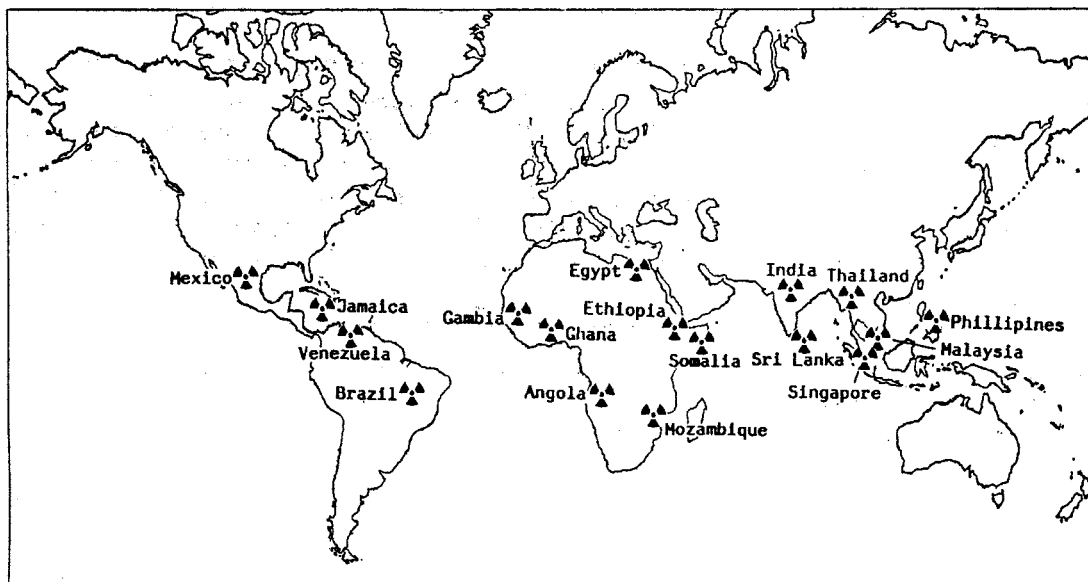 Mexico
Jamaica
Venezuela
Brazil
Egypt
Ethiopia
Gambia
Ghana
Somalia
Angola
Mozambique
India
Thailand
Sri Lanka
Phillipines
Malaysia
Singapore